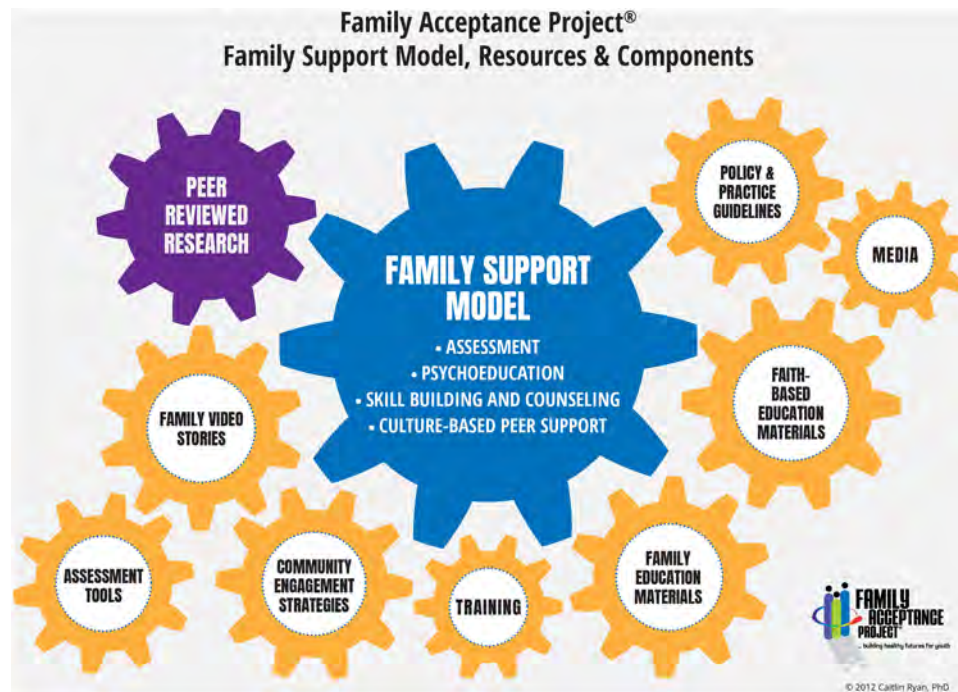 Family Acceptance Project®
Family Support Model, Resources & Components
PEER
REVIEWED
RESEARCH
FAMILY SUPPORT
MODEL
• ASSESSMENT
• PSYCHOEDUCATION
• SKILL BUILDING AND COUNSELING
• CULTURE-BASED PEER SUPPORT
POLICY &
PRACTICE
GUIDELINES
MEDIA
FAITH-
BASED
EDUCATION
MATERIALS
FAMILY VIDEO
STORIES
ASSESSMENT
TOOLS
COMMUNITY
ENGAGEMENT
STRATEGIES
TRAINING
FAMILY
EDUCATION
MATERIALS
FAMILY
ACCEPTANCE
PROJECT®
... building healthy futures for youth
© 2012 Caitlin Ryan, PhD